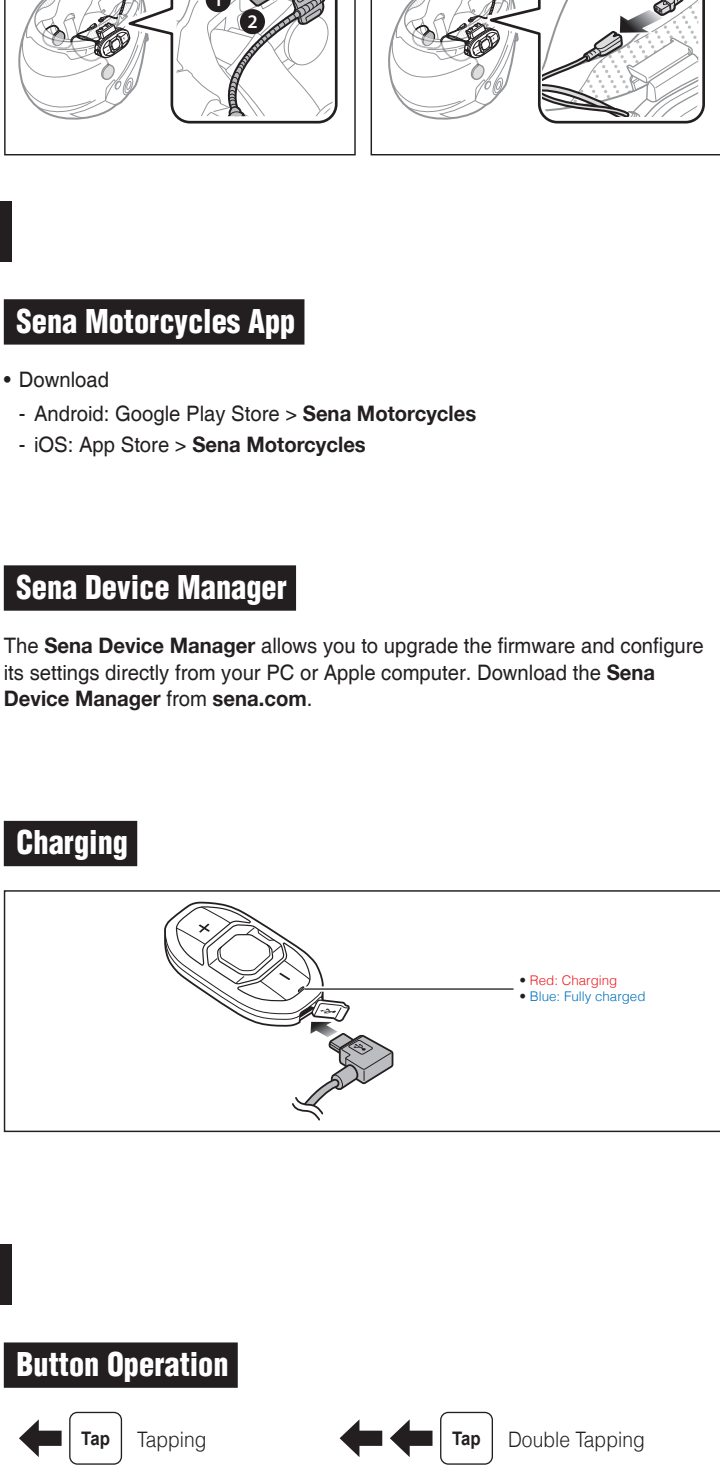 1
2
Sena Motorcycles App
• Download
- Android: Google Play Store > Sena Motorcycles
- iOS: App Store > Sena Motorcycles
Sena Device Manager
The Sena Device Manager allows you to upgrade the firmware and configure
its settings directly from your PC or Apple computer. Download the Sena
Device Manager from sena.com.
Charging
+
−
• Red: Charging
• Blue: Fully charged
Button Operation
Tap Tapping
Tap Double Tapping